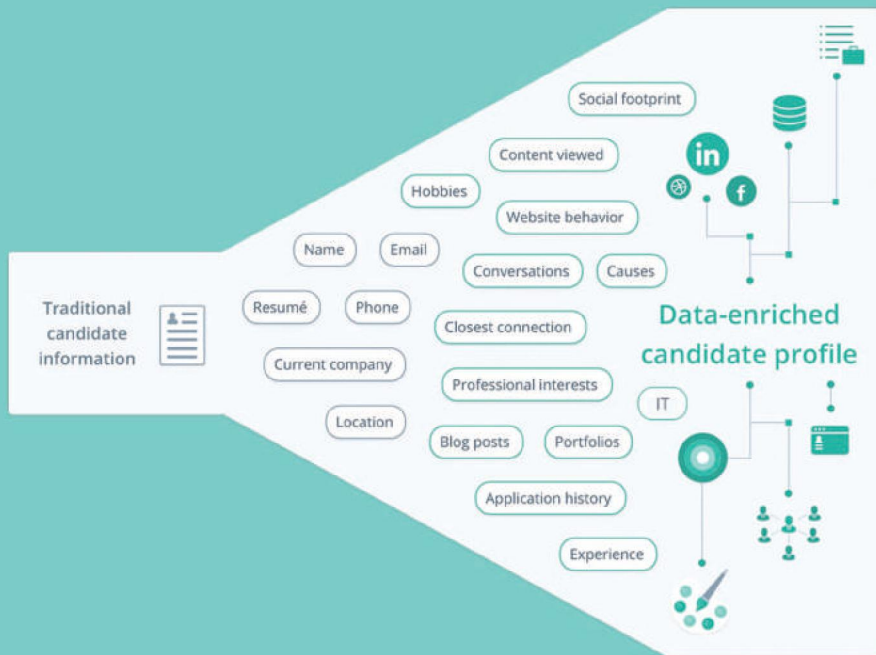 Social footprint
Content viewed
in
f
Hobbies
Website behavior
Name
Email
Conversations
Causes
Traditional
candidate
information
Resumé
Phone
Closest connection
Data-enriched
candidate profile
Current company
Professional interests
IT
Location
Blog posts
Portfolios
Application history
Experience